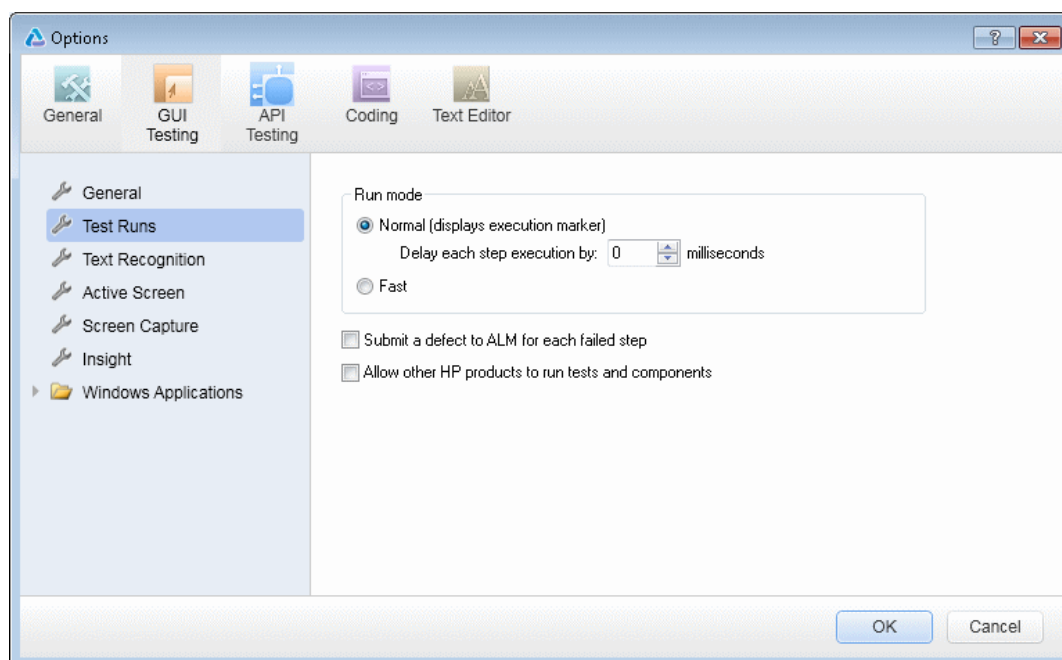 Options
?
General
GUI
Testing
API
Testing
Coding
Text Editor
General
Test Runs
Text Recognition
Active Screen
Screen Capture
Insight
Windows Applications
Run mode
Normal (displays execution marker)
Delay each step execution by: 0 milliseconds
Fast
Submit a defect to ALM for each failed step
Allow other HP products to run tests and components
OK
Cancel